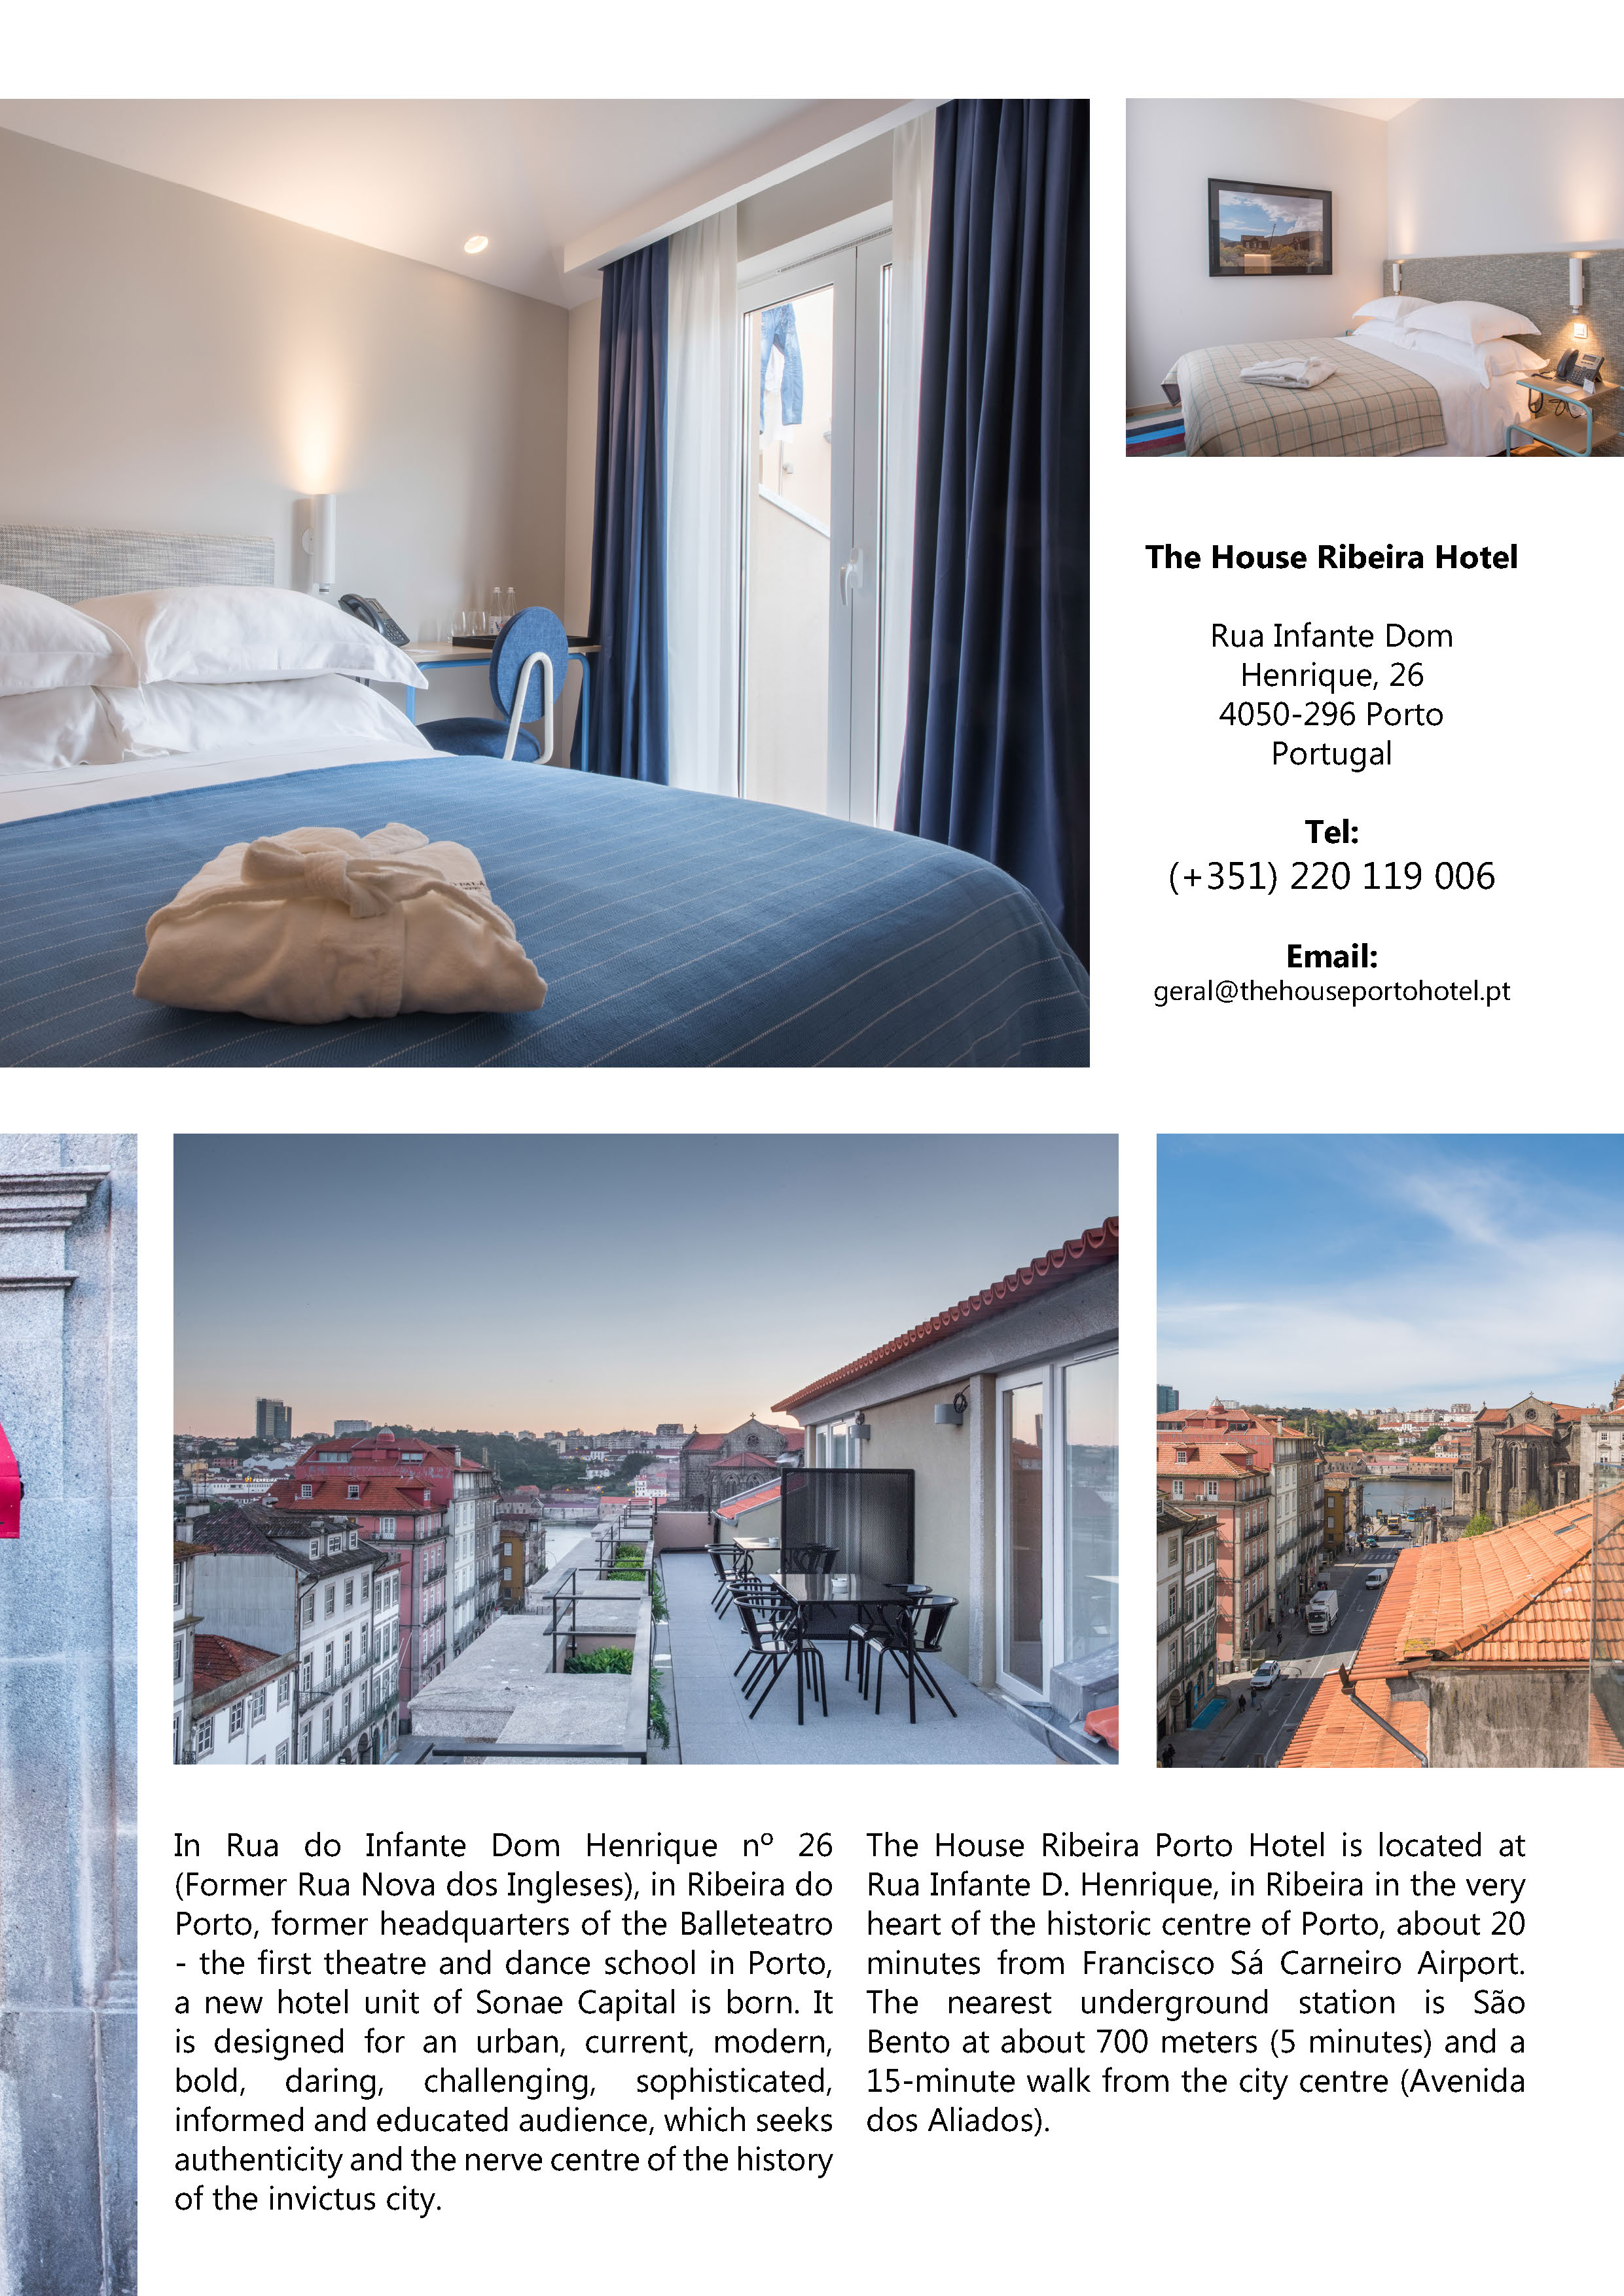 The House Ribeira Hotel
Rua Infante Dom
Henrique, 26
4050-296 Porto
Portugal
Tel:
(+351) 220 119 006
Email:
geral@thehouseportohotel.pt
In Rua do Infante Dom Henrique nº 26
(Former Rua Nova dos Ingleses), in Ribeira do
Porto, former headquarters of the Balleteatro
- the first theatre and dance school in Porto,
a new hotel unit of Sonae Capital is born. It
is designed for an urban, current, modern,
bold, daring, challenging, sophisticated,
informed and educated audience, which seeks
authenticity and the nerve centre of the history
of the invictus city.
The House Ribeira Porto Hotel is located at
Rua Infante D. Henrique, in Ribeira in the very
heart of the historic centre of Porto, about 20
minutes from Francisco Sá Carneiro Airport.
The nearest underground station is São
Bento at about 700 meters (5 minutes) and a
15-minute walk from the city centre (Avenida
dos Aliados).